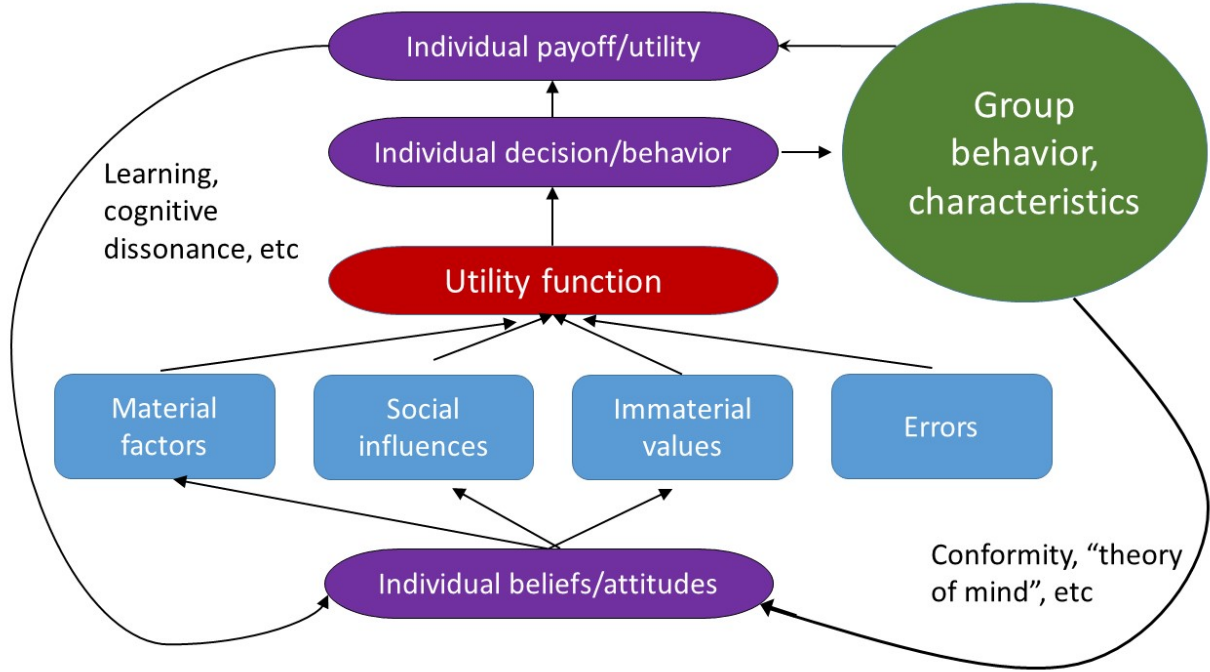 Individual payoff/utility
Group
behavior,
characteristics
Individual decision/behavior
Learning,
cognitive
dissonance, etc
Utility function
Material
factors
Social
influences
Immaterial
values
Errors
Individual beliefs/attitudes
Conformity, “theory
of mind”, etc